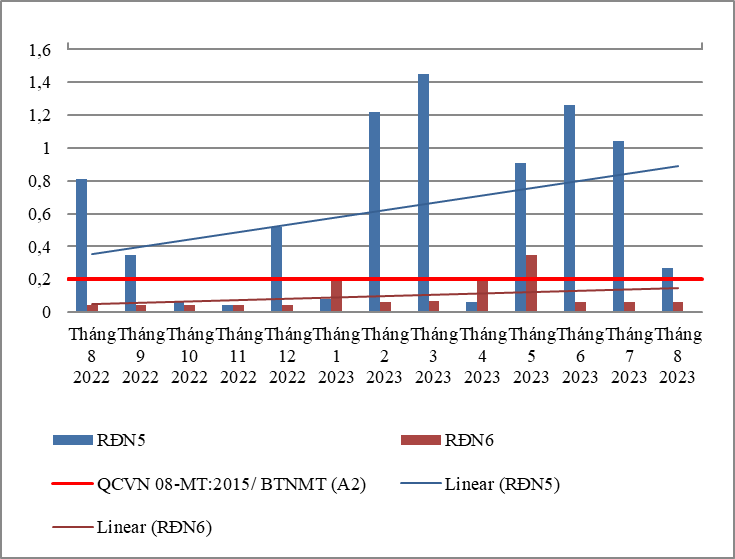 1,6
1,4
1,2
1
0,8
0,6
0,4
0,2
0
Tháng Tháng Tháng Tháng Tháng Tháng Tháng Tháng Tháng Tháng Tháng Tháng Tháng
8 9 10 11 12 1 2 3 4 5 6 7 8
2022 2022 2022 2022 2022 2023 2023 2023 2023 2023 2023 2023 2023
RĐN5 RĐN6
QCVN 08-MT:2015/ BTNMT (A2) Linear (RĐN5)
Linear (RĐN6)